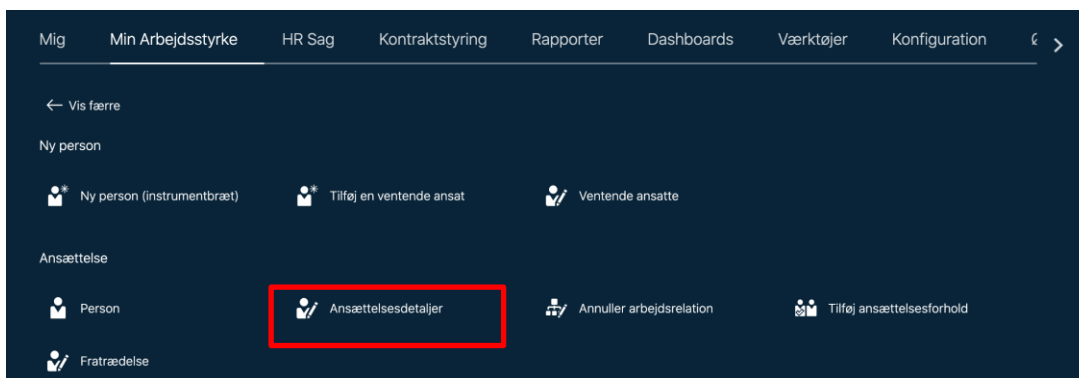 Mig Min Arbejdsstyrke HR Sag Kontraktstyring Rapporter Dashboards Værktøjer Konfiguration
← Vis færre
Ny person
Ny person (instrumentbræt) Tilføj en ventende ansat Ventende ansatte
Ansættelse
Person Ansættelsesdetaljer Annuller arbejdsrelation Tilføj ansættelsesforhold
Fratrædelse